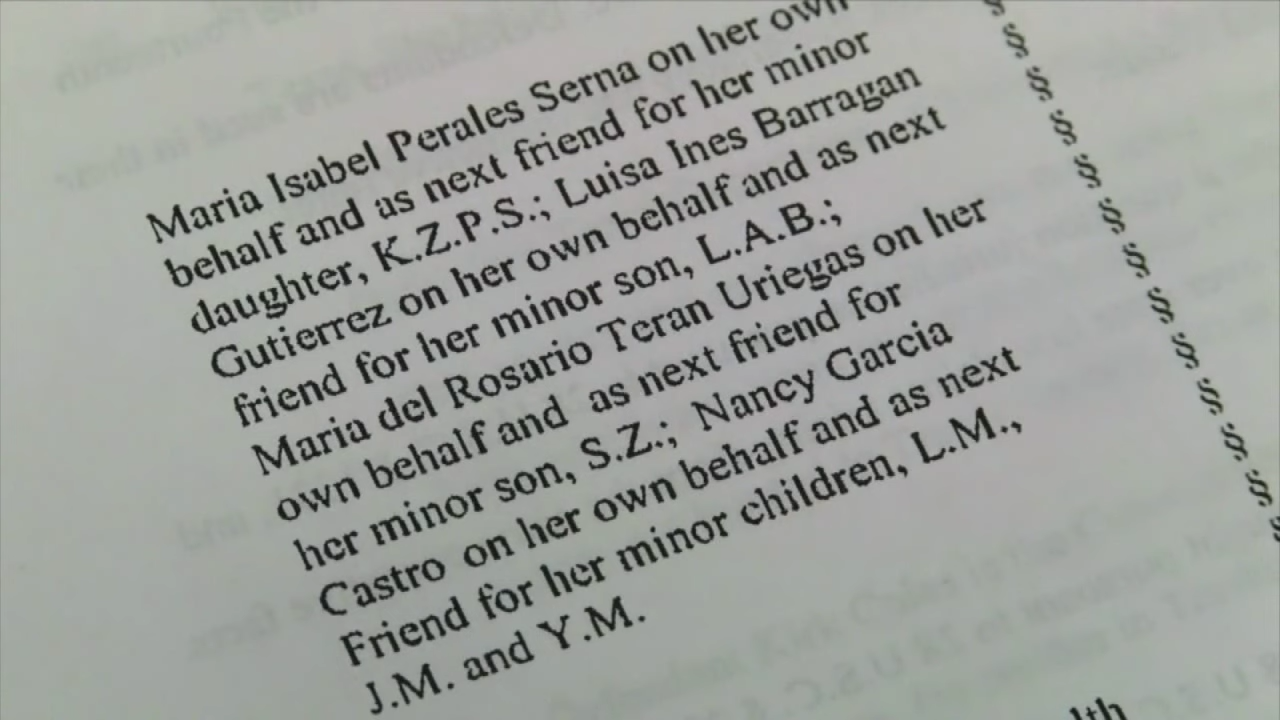 Maria Isabel Perales Serna on her own
behalf and as next friend for her minor
daughter, K.Z.P.S.; Luisa Ines Barragan
Gutierrez on her own behalf and as next
friend for her minor son, L.A.B.;
Maria del Rosario Teran Uriegas on her
own behalf and as next friend for
her minor son, S.Z.; Nancy Garcia
Castro on her own behalf and as next
Friend for her minor children, L.M.,
J.M. and Y.M.
§
§
§
§
§
§
§
§
§
§
§
§